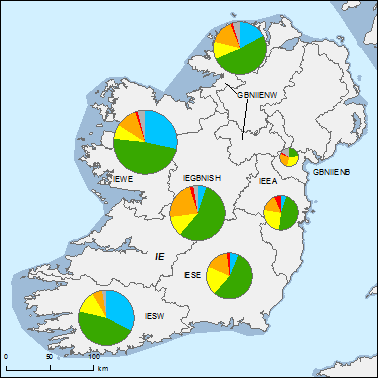 GBNIIENW
IEWE
IEGBNISH
IEEA
GBNIIENB
IE
IESE
IESW
0 50 100
km